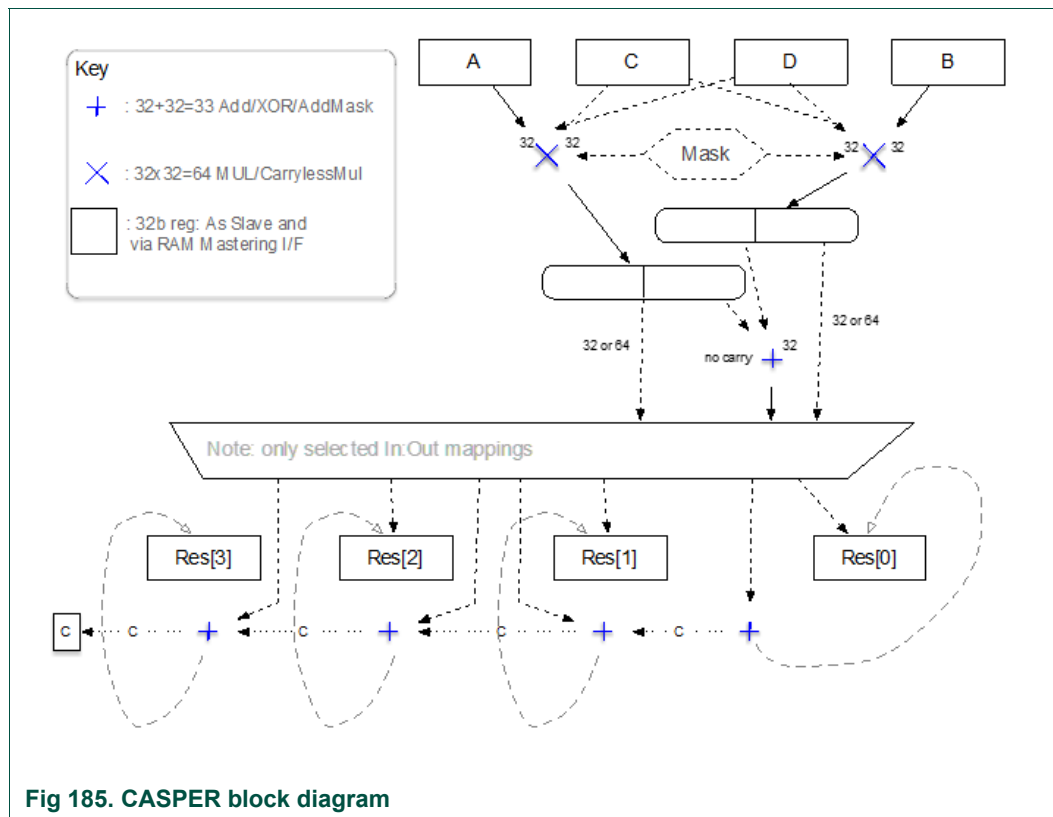 Key
: 32+32=33 Add/XOR/AddMask
: 32x32=64 MUL/CarrylessMul
: 32b reg: As Slave and
via RAM Mastering I/F
A
C
D
B
32
32
Mask
32
32
32 or 64
no carry
32
32 or 64
Note: only selected In:Out mappings
Res[3]
Res[2]
Res[1]
Res[0]
C
C
C
C
C
Fig 185. CASPER block diagram